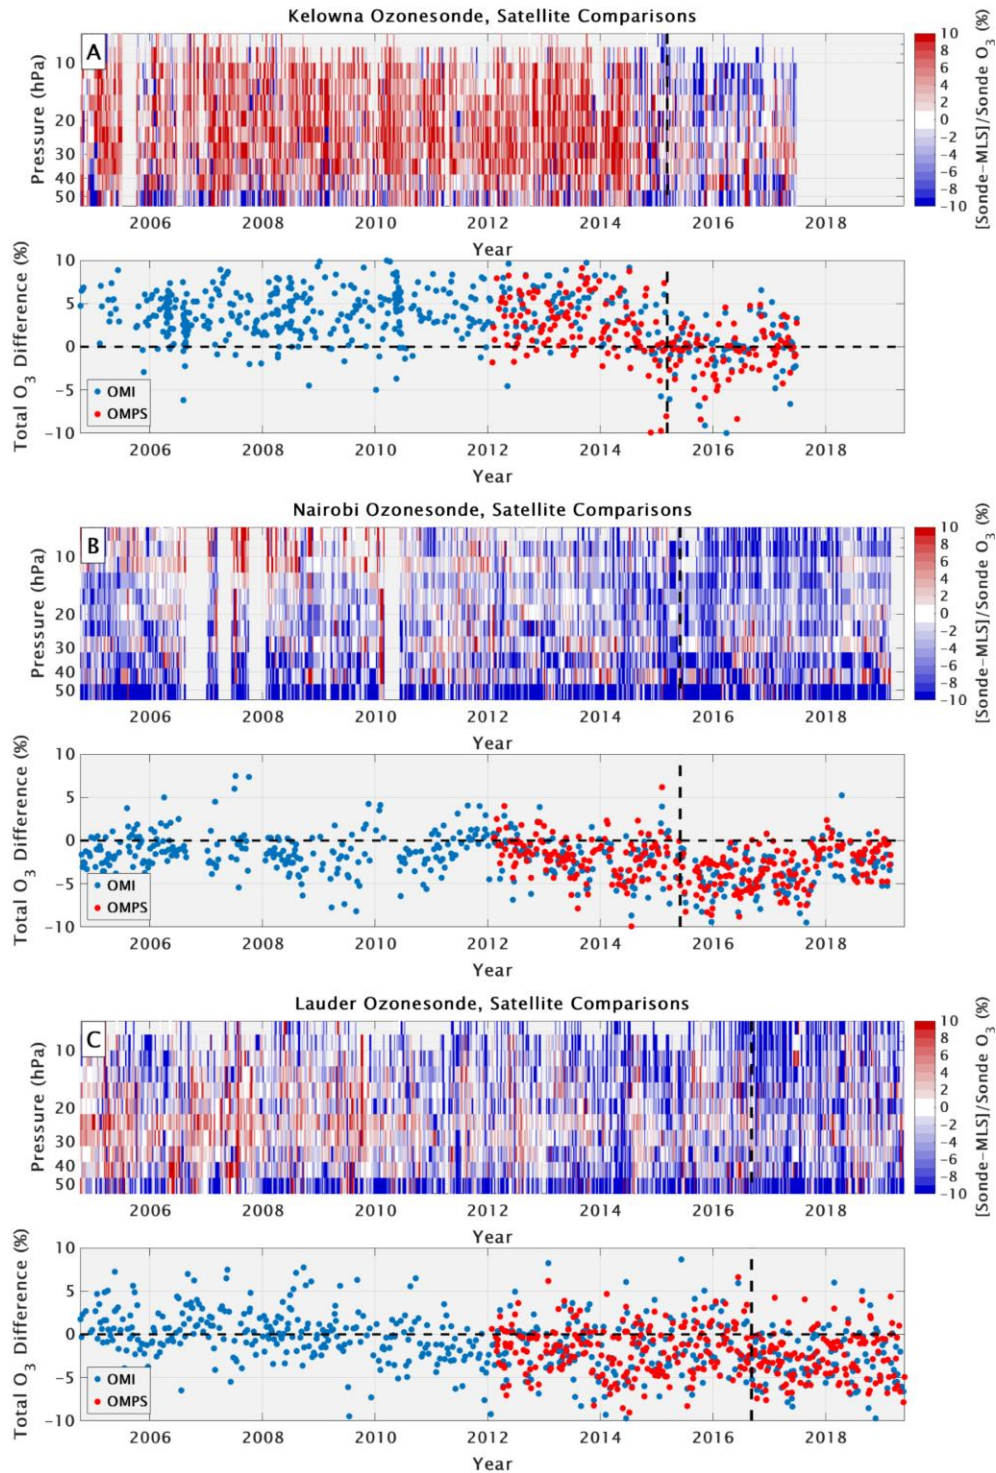 Kelowna Ozonesonde, Satellite Comparisons
A
Pressure (hPa)
10
20
30
40
50
2006 2008 2010 2012 2014 2016 2018
Year
10
8
6
4
2
0
-2
-4
-6
-8
-10
[Sonde-MLS]/Sonde O3 (%)
Total O3 Difference (%)
10
5
0
-5
-10
OMI
OMPS
2006 2008 2010 2012 2014 2016 2018
Year
Nairobi Ozonesonde, Satellite Comparisons
B
Pressure (hPa)
10
20
30
40
50
2006 2008 2010 2012 2014 2016 2018
Year
10
8
6
4
2
0
-2
-4
-6
-8
-10
[Sonde-MLS]/Sonde O3 (%)
Total O3 Difference (%)
10
5
0
-5
-10
OMI
OMPS
2006 2008 2010 2012 2014 2016 2018
Year
Lauder Ozonesonde, Satellite Comparisons
C
Pressure (hPa)
10
20
30
40
50
2006 2008 2010 2012 2014 2016 2018
Year
10
8
6
4
2
0
-2
-4
-6
-8
-10
[Sonde-MLS]/Sonde O3 (%)
Total O3 Difference (%)
10
5
0
-5
-10
OMI
OMPS
2006 2008 2010 2012 2014 2016 2018
Year